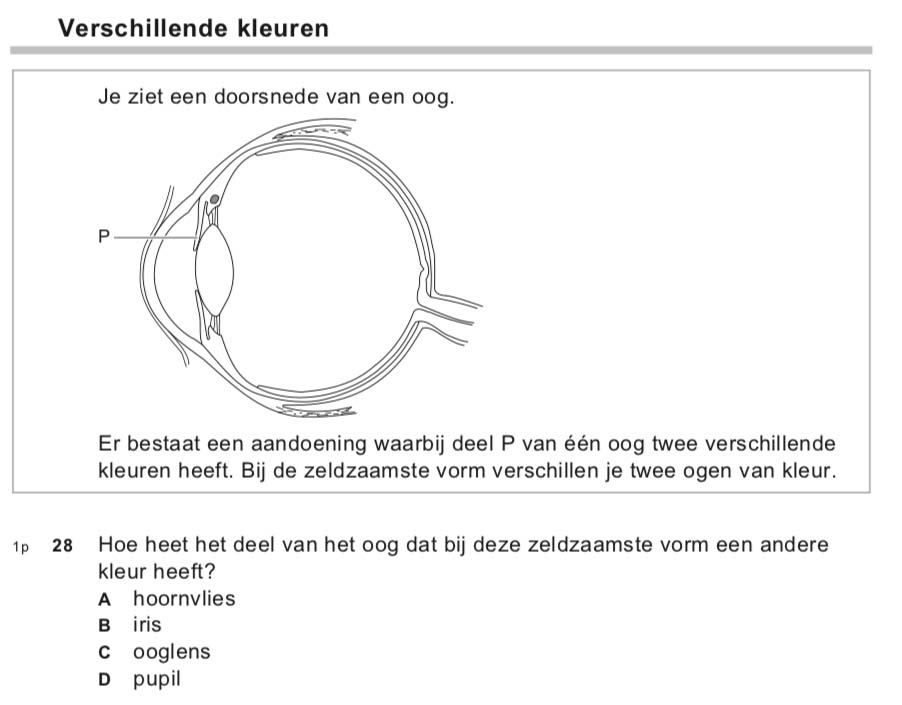 Verschillende kleuren
Je ziet een doorsnede van een oog.
P
Er bestaat een aandoening waarbij deel P van één oog twee verschillende
kleuren heeft. Bij de zeldzaamste vorm verschillen je twee ogen van kleur.
1p 28 Hoe heet het deel van het oog dat bij deze zeldzaamste vorm een andere
kleur heeft?
A hoornvlies
B iris
C ooglens
D pupil